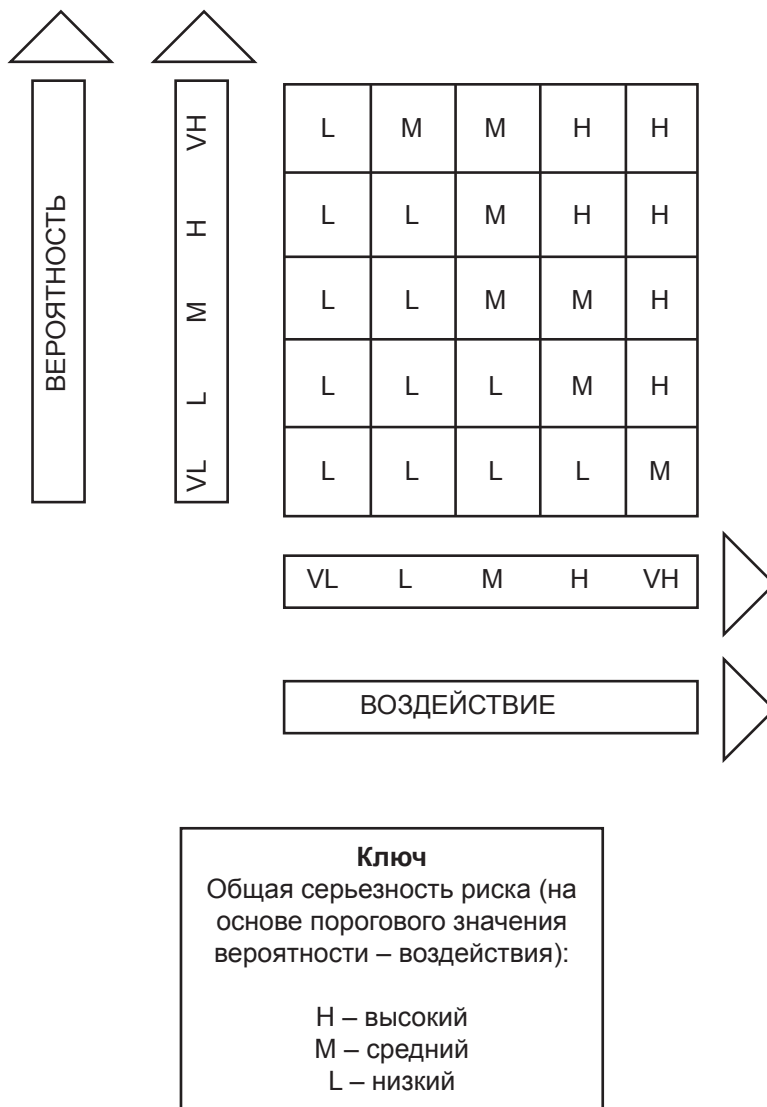 ВЕРОЯТНОСТЬ
VH
H
M
L
VL
L M M H H
L L M H H
L L M M H
L L L M H
L L L L M
VL L M H VH
ВОЗДЕЙСТВИЕ
Ключ
Общая серьезность риска (на
основе порогового значения
вероятности – воздействия):
H – высокий
M – средний
L – низкий